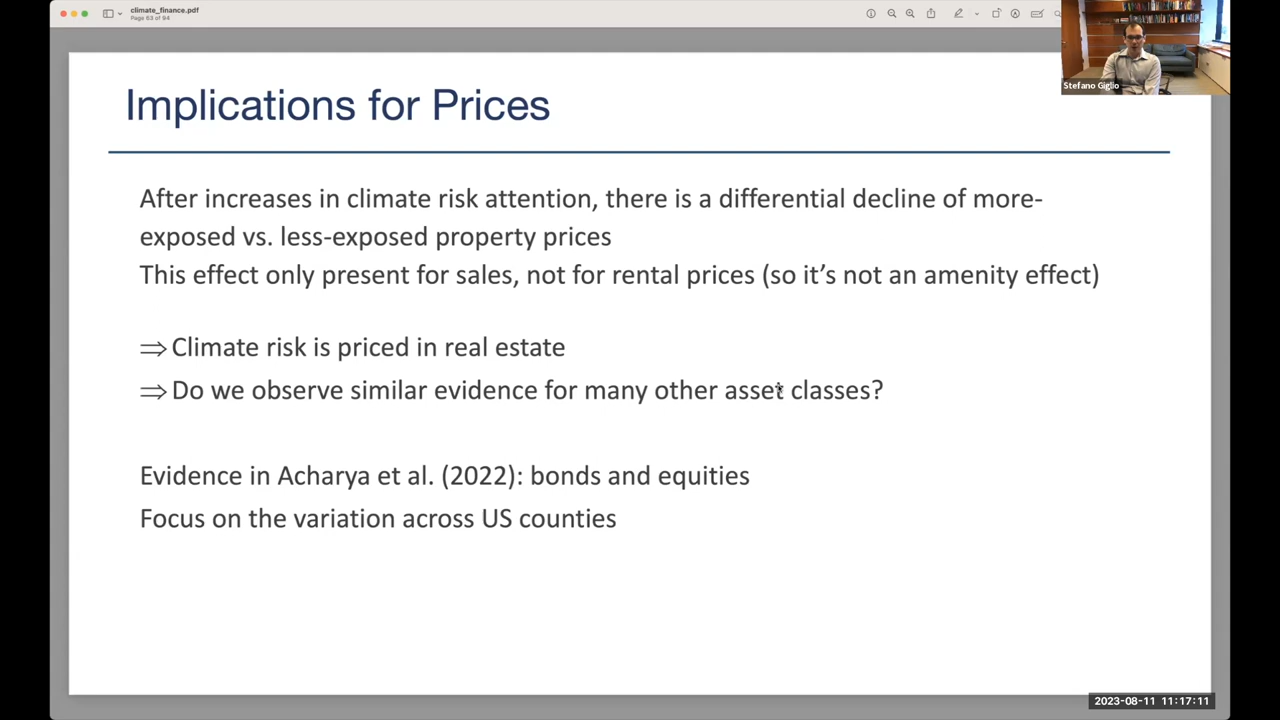 climate_finance.pdf
Page 63 of 94
Stefano Giglio
Implications for Prices
After increases in climate risk attention, there is a differential decline of more-
exposed vs. less-exposed property prices
This effect only present for sales, not for rental prices (so it’s not an amenity effect)
⇒ Climate risk is priced in real estate
⇒ Do we observe similar evidence for many other asset classes?
Evidence in Acharya et al. (2022): bonds and equities
Focus on the variation across US counties
2023-08-11 11:17:11